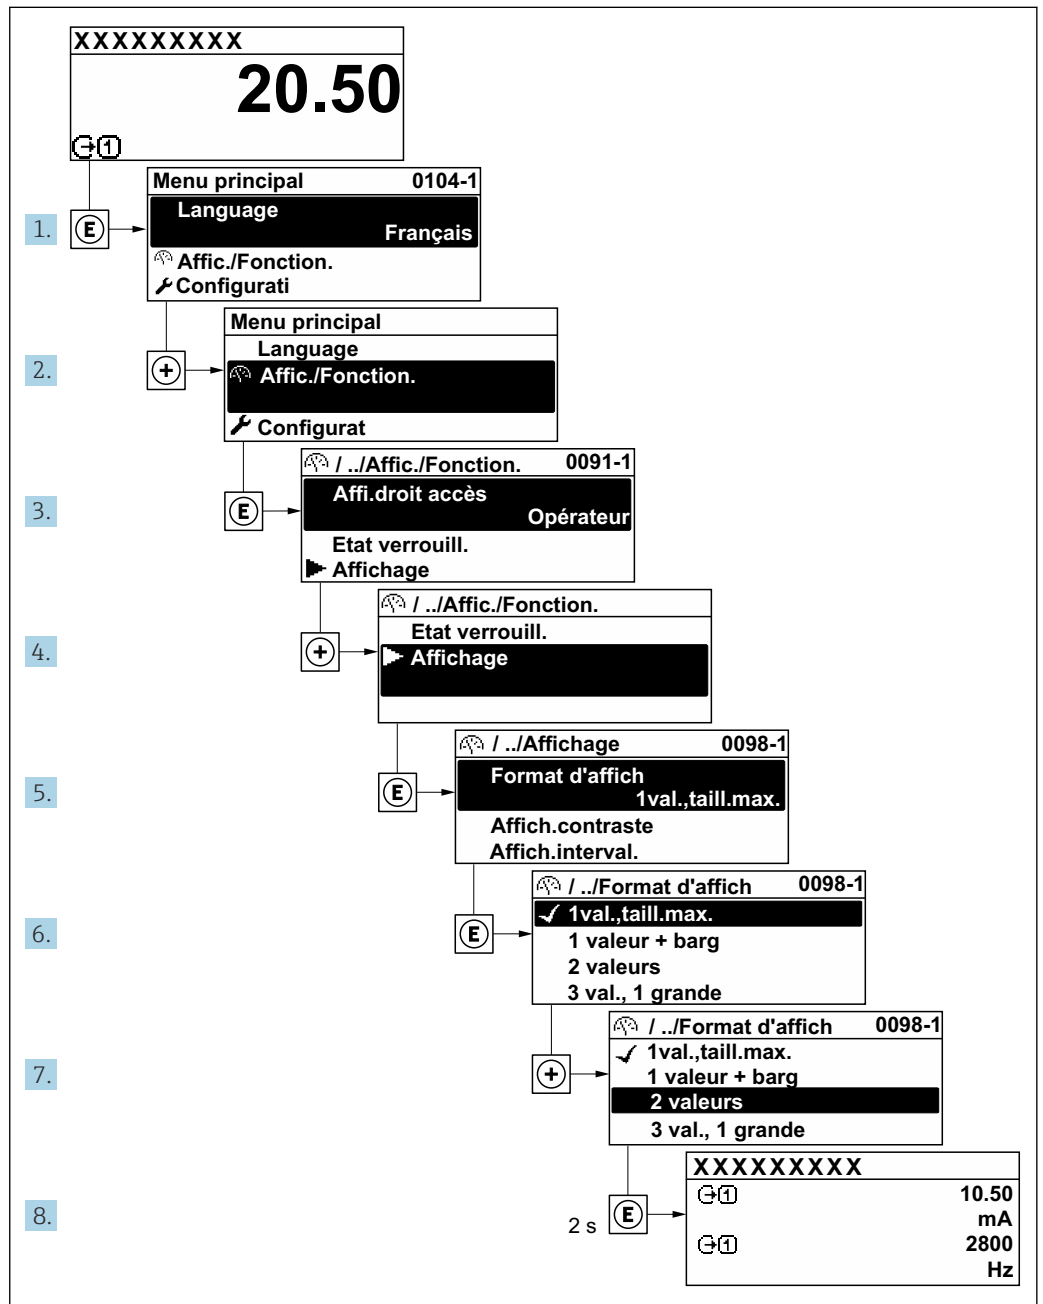 XXXXXXXXX
20.50
1
1.
E
Menu principal 0104-1
Language
Français
Affic./Fonction.
Configurati
2.
+
Menu principal
Language
Affic./Fonction.
Configurat
3.
E
/ ../Affic./Fonction. 0091-1
Affi.droit accès
Opérateur
Etat verrouill.
Affichage
4.
+
/ ../Affic./Fonction.
Etat verrouill.
Affichage
5.
E
/ ../Affichage 0098-1
Format d'affich
1val.,taill.max.
Affich.contraste
Affich.interval.
6.
E
/ ../Format d'affich 0098-1
1val.,taill.max.
1 valeur + barg
2 valeurs
3 val., 1 grande
7.
+
/ ../Format d'affich 0098-1
1val.,taill.max.
1 valeur + barg
2 valeurs
3 val., 1 grande
8.
2 s
E
XXXXXXXXX
1 10.50
mA
1 2800
Hz